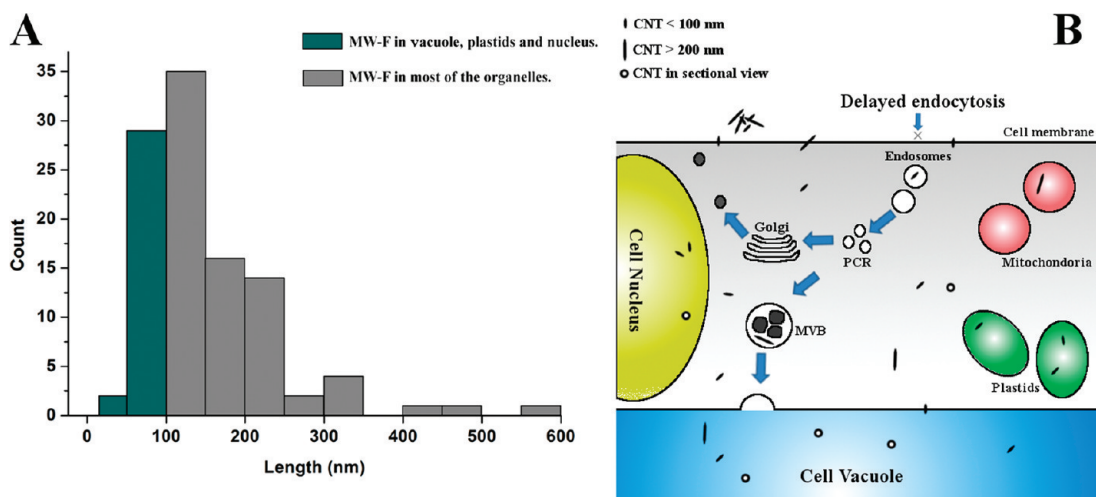 A
MW-F in vacuole, plastids and nucleus.
MW-F in most of the organelles.
35
30
25
20
15
10
5
0
Count
0 100 200 300 400 500 600
Length (nm)
B
CNT < 100 nm
CNT > 200 nm
CNT in sectional view
Delayed endocytosis
Cell membrane
Endosomes
Golgi
PCR
Mitochondria
Cell Nucleus
MVB
Plastids
Cell Vacuole